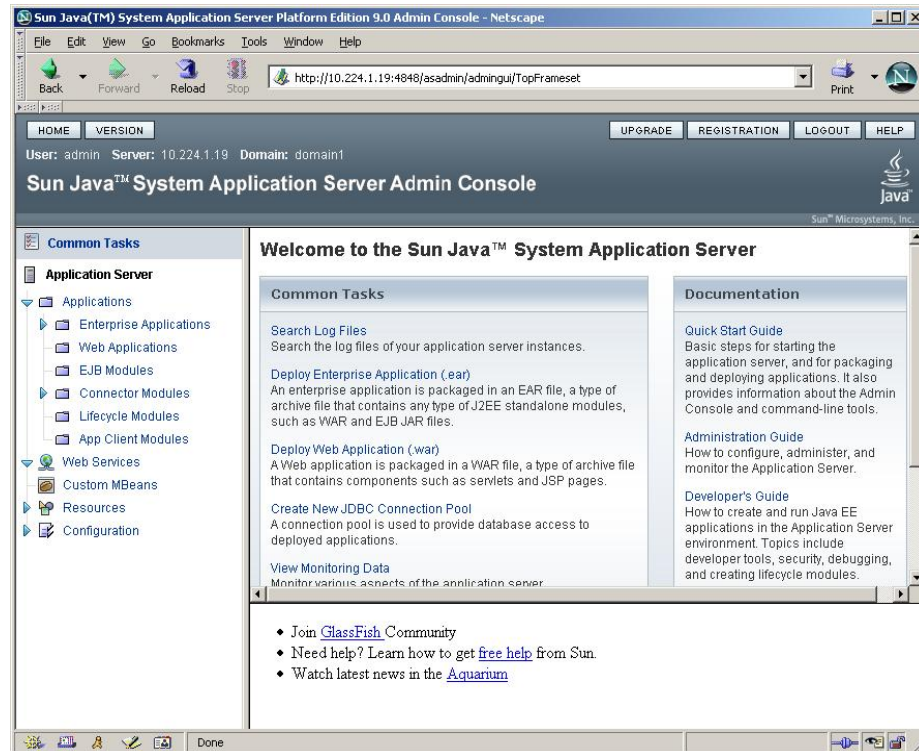 Sun Java(TM) System Application Server Platform Edition 9.0 Admin Console - Netscape
File Edit View Go Bookmarks Tools Window Help
Back Forward Reload Stop http://10.224.1.19:4848/asadmin/admingui/TopFrameset Print N
HOME VERSION UPGRADE REGISTRATION LOGOUT HELP
User: admin Server: 10.224.1.19 Domain: domain1
Sun Java™ System Application Server Admin Console
Java
Sun™ Microsystems, Inc.
Common Tasks
Application Server
Applications
Enterprise Applications
Web Applications
EJB Modules
Connector Modules
Lifecycle Modules
App Client Modules
Web Services
Custom MBeans
Resources
Configuration
Welcome to the Sun Java™ System Application Server
Common Tasks
Search Log Files
Search the log files of your application server instances.
Deploy Enterprise Application (.ear)
An enterprise application is packaged in an EAR file, a type of
archive file that contains any type of J2EE standalone modules,
such as WAR and EJB JAR files.
Deploy Web Application (.war)
A Web application is packaged in a WAR file, a type of archive file
that contains components such as servlets and JSP pages.
Create New JDBC Connection Pool
A connection pool is used to provide database access to
deployed applications.
View Monitoring Data
Monitor various aspects of the application server
Documentation
Quick Start Guide
Basic steps for starting the
application server, and for packaging
and deploying applications. It also
provides information about the Admin
Console and command-line tools.
Administration Guide
How to configure, administer, and
monitor the Application Server.
Developer's Guide
How to create and run Java EE
applications in the Application Server
environment. Topics include
developer tools, security, debugging,
and creating lifecycle modules.
Join GlassFish Community
Need help? Learn how to get free help from Sun.
Watch latest news in the Aquarium
Done